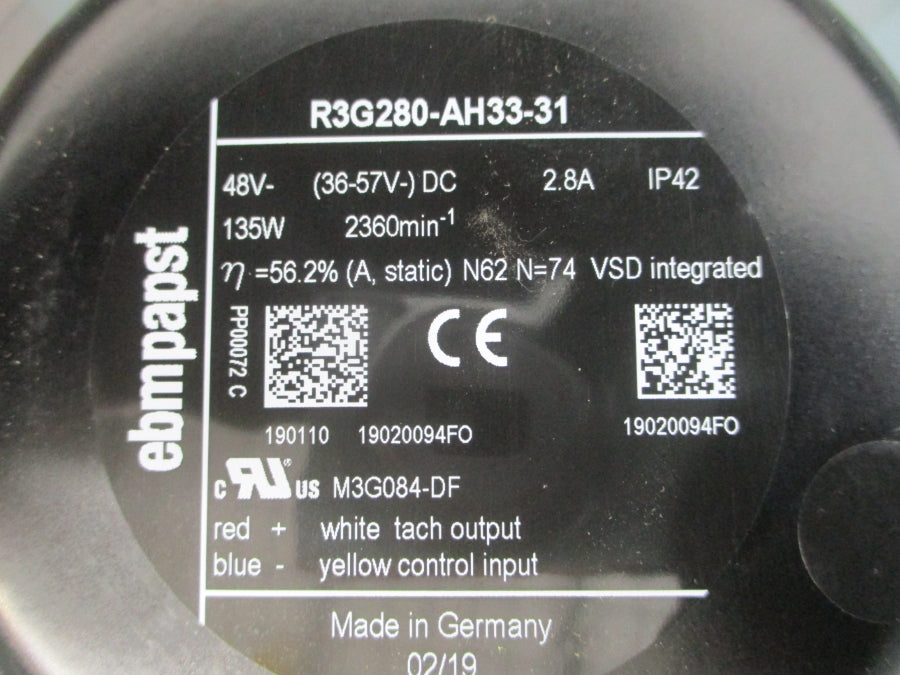 R3G280-AH33-31
48V- (36-57V-) DC 2.8A IP42
135W 2360min-1
η =56.2% (A, static) N62 N=74 VSD integrated
ebmpapst
PP00072 C
CE
190110 19020094FO
19020094FO
c RU ® US M3G084-DF
red + white tach output
blue - yellow control input
Made in Germany
02/19